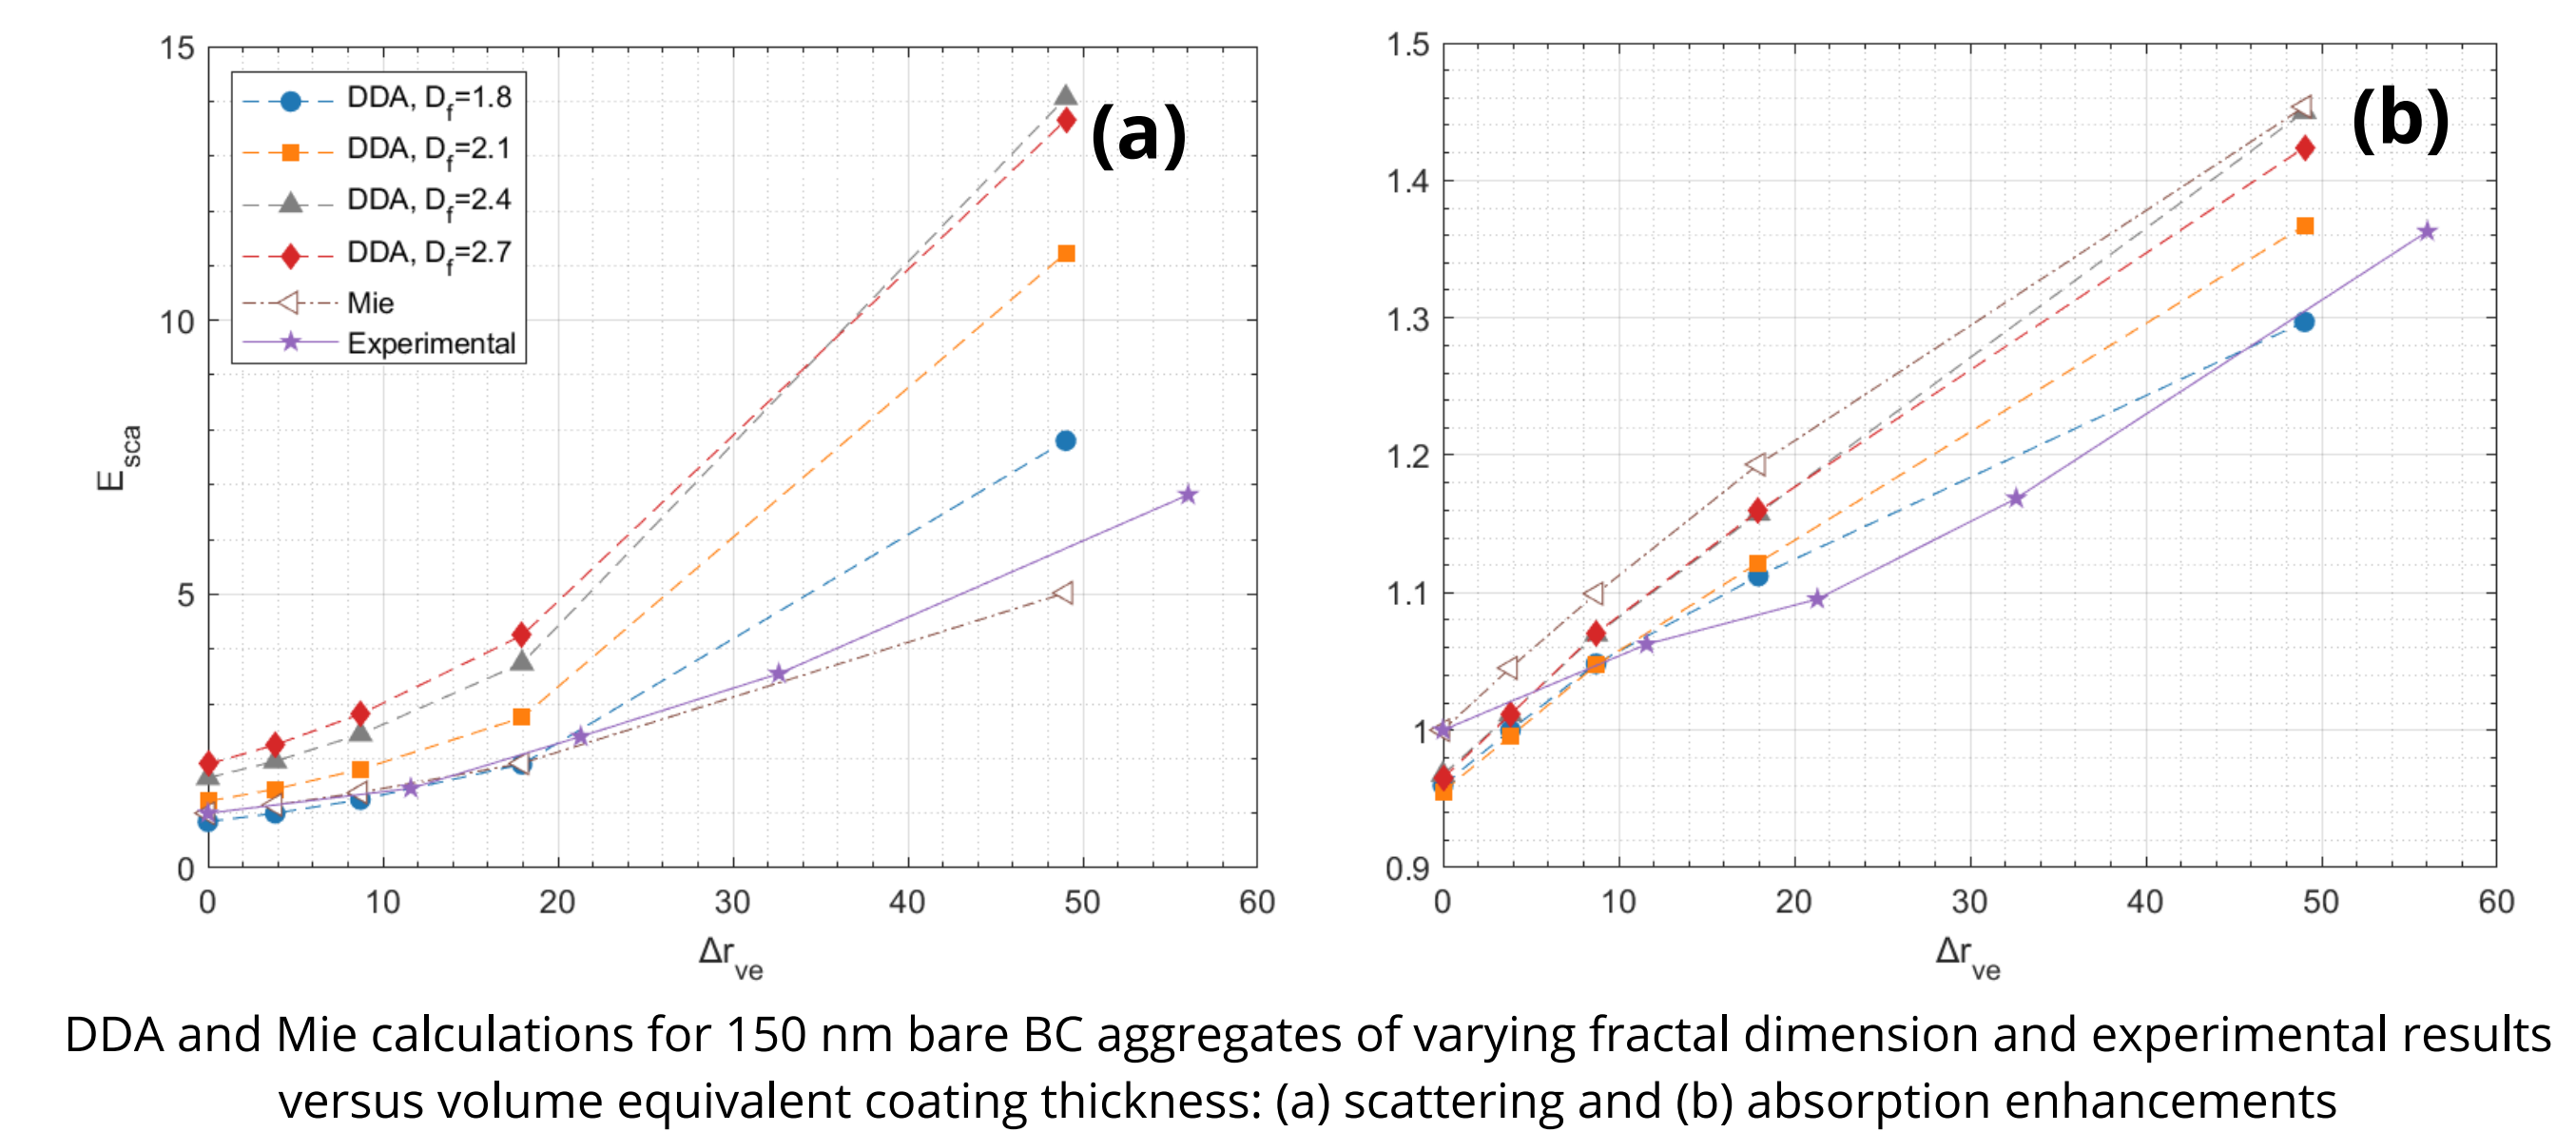 15
10
5
0
E_sca
DDA, D_f=1.8
DDA, D_f=2.1
DDA, D_f=2.4
DDA, D_f=2.7
Mie
Experimental
(a)
0 10 20 30 40 50 60
Δr_ve
1.5
1.4
1.3
1.2
1.1
1
0.9
(b)
0 10 20 30 40 50 60
Δr_ve
DDA and Mie calculations for 150 nm bare BC aggregates of varying fractal dimension and experimental results
versus volume equivalent coating thickness: (a) scattering and (b) absorption enhancements